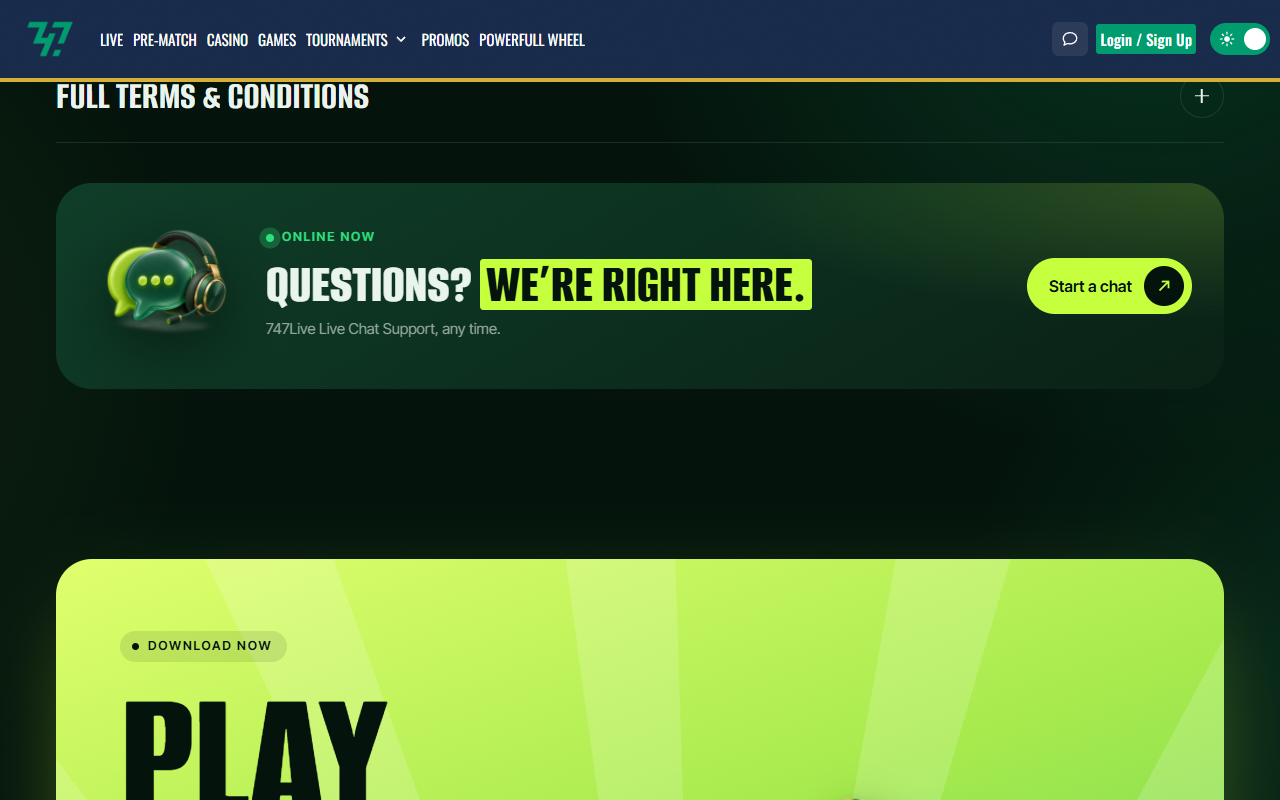 747
LIVE PRE-MATCH CASINO GAMES TOURNAMENTS PROMOS POWERFULL WHEEL
Login / Sign Up
FULL TERMS & CONDITIONS
ONLINE NOW
QUESTIONS? WE'RE RIGHT HERE.
747Live Live Chat Support, any time.
Start a chat
DOWNLOAD NOW
PLAY